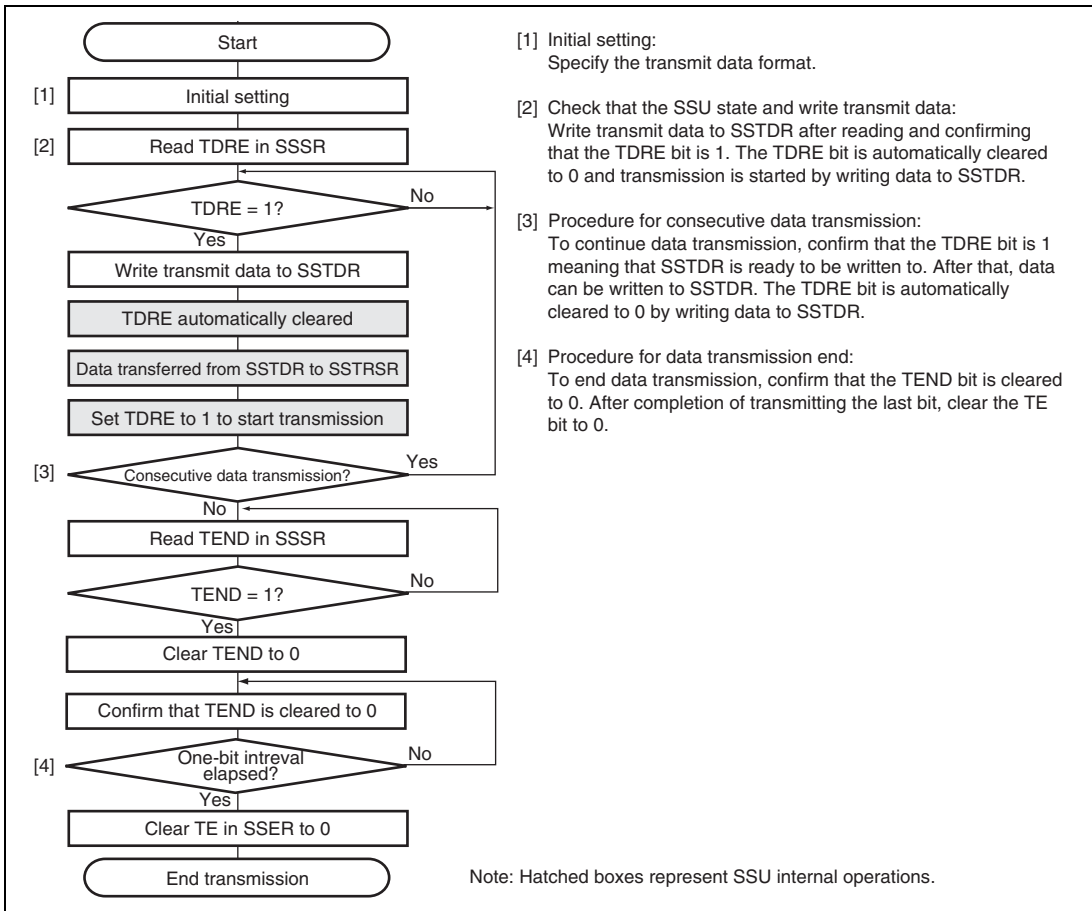 Start
[1] Initial setting
[2] Read TDRE in SSSR
TDRE = 1?
No
Yes
Write transmit data to SSTDR
TDRE automatically cleared
Data transferred from SSTDR to SSTRSR
Set TDRE to 1 to start transmission
[3] Consecutive data transmission?
Yes
No
Read TEND in SSSR
TEND = 1?
No
Yes
Clear TEND to 0
Confirm that TEND is cleared to 0
[4] One-bit intreval
elapsed?
No
Yes
Clear TE in SSER to 0
End transmission
[1] Initial setting:
Specify the transmit data format.
[2] Check that the SSU state and write transmit data:
Write transmit data to SSTDR after reading and confirming
that the TDRE bit is 1. The TDRE bit is automatically cleared
to 0 and transmission is started by writing data to SSTDR.
[3] Procedure for consecutive data transmission:
To continue data transmission, confirm that the TDRE bit is 1
meaning that SSTDR is ready to be written to. After that, data
can be written to SSTDR. The TDRE bit is automatically
cleared to 0 by writing data to SSTDR.
[4] Procedure for data transmission end:
To end data transmission, confirm that the TEND bit is cleared
to 0. After completion of transmitting the last bit, clear the TE
bit to 0.
Note: Hatched boxes represent SSU internal operations.